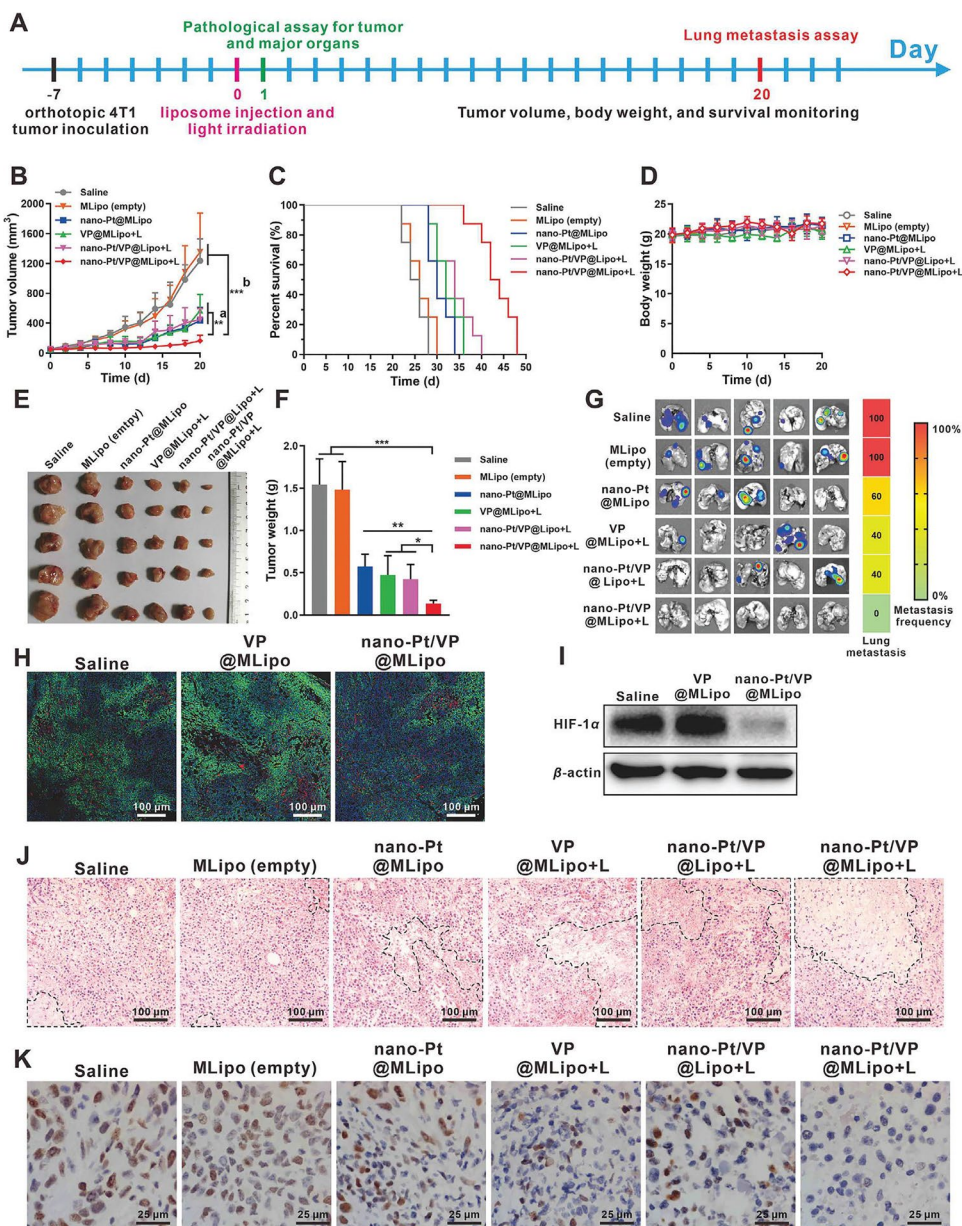 A
Pathological assay for tumor
and major organs
Lung metastasis assay
Day
-7
0
1
20
orthotopic 4T1
tumor inoculation
liposome injection and
light irradiation
Tumor volume, body weight, and survival monitoring
B
Saline
MLipo (empty)
nano-Pt@MLipo
VP@MLipo+L
nano-Pt/VP@Lipo+L
nano-Pt/VP@MLipo+L
Tumor volume (mm³)
2000
1600
1200
800
400
0
0 5 10 15 20
Time (d)
b
***
a
**
C
Percent survival (%)
100
80
60
40
20
0
0 5 10 15 20 25 30 35 40 45 50
Time (d)
Saline
MLipo (empty)
nano-Pt@MLipo
VP@MLipo+L
nano-Pt/VP@Lipo+L
nano-Pt/VP@MLipo+L
D
Body weight (g)
25
20
15
10
5
0
0 5 10 15 20
Time (d)
Saline
MLipo (empty)
nano-Pt@MLipo
VP@MLipo+L
nano-Pt/VP@Lipo+L
nano-Pt/VP@MLipo+L
E
Saline
MLipo (emtpy)
nano-Pt@MLipo
VP@MLipo+L
nano-Pt/VP@Lipo+L
nano-Pt/VP
@MLipo+L
F
Tumor weight (g)
2.0
1.5
1.0
0.5
0.0
***
**
*
Saline
MLipo (empty)
nano-Pt@MLipo
VP@MLipo+L
nano-Pt/VP@Lipo+L
nano-Pt/VP@MLipo+L
G
Saline
MLipo
(empty)
nano-Pt
@MLipo
VP
@MLipo+L
nano-Pt/VP
@Lipo+L
nano-Pt/VP
@MLipo+L
100
100
60
40
40
0
Lung
metastasis
100%
0%
Metastasis
frequency
H
Saline
VP
@MLipo
nano-Pt/VP
@MLipo
100 µm
100 µm
100 µm
I
Saline
VP
@MLipo
nano-Pt/VP
@MLipo
HIF-1α
β-actin
J
Saline
MLipo (empty)
nano-Pt
@MLipo
VP
@MLipo+L
nano-Pt/VP
@Lipo+L
nano-Pt/VP
@MLipo+L
100 µm
100 µm
100 µm
100 µm
100 µm
100 µm
K
Saline
MLipo (empty)
nano-Pt
@MLipo
VP
@MLipo+L
nano-Pt/VP
@Lipo+L
nano-Pt/VP
@MLipo+L
25 µm
25 µm
25 µm
25 µm
25 µm
25 µm